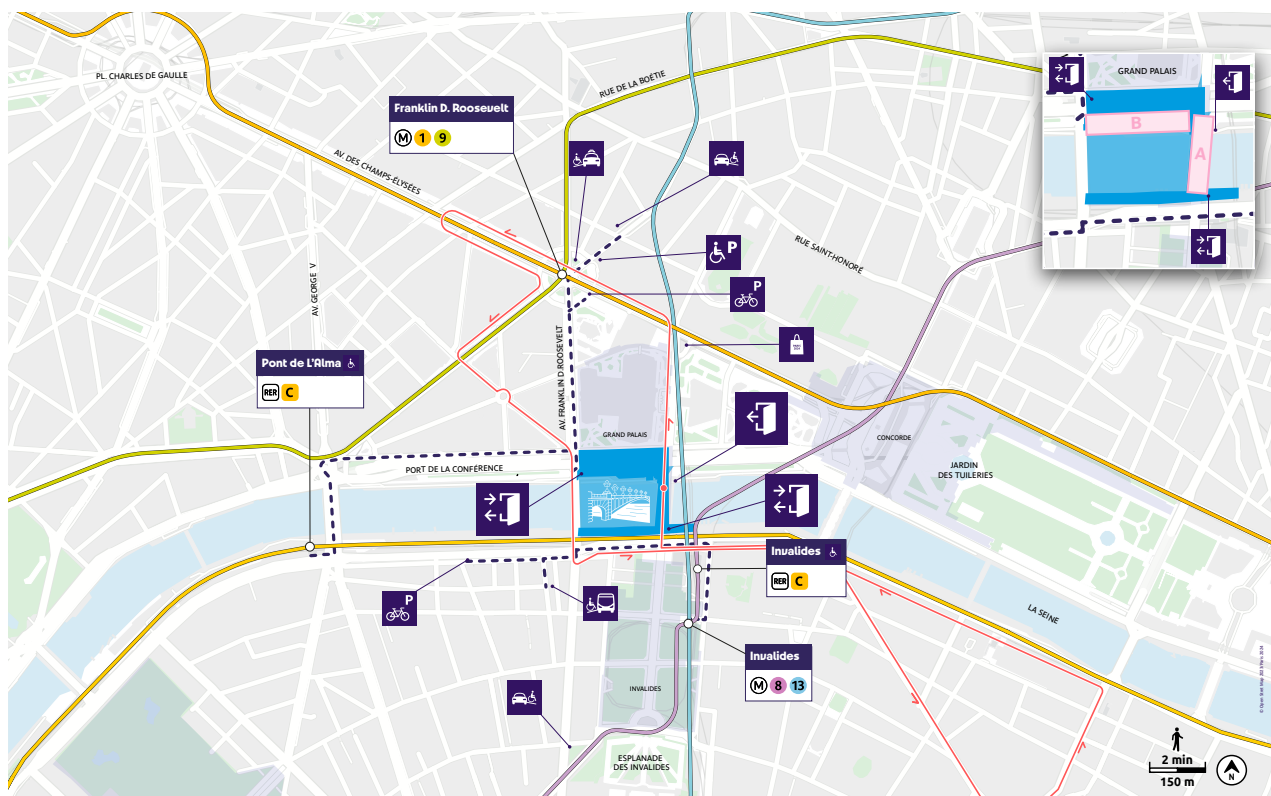 PL. CHARLES DE GAULLE
RUE DE LA BOÉTIE
GRAND PALAIS
B
A
Franklin D. Roosevelt
M 1 9
AV. DES CHAMPS-ÉLYSÉES
P
RUE SAINT-HONORÉ
AV. GEORGE V
P
AV. FRANKLIN D.ROOSEVELT
Pont de L'Alma
RER C
GRAND PALAIS
CONCORDE
PORT DE LA CONFÉRENCE
JARDIN
DES TUILERIES
Invalides
RER C
P
LA SEINE
Invalides
M 8 13
INVALIDES
ESPLANADE
DES INVALIDES
2 min
150 m
N